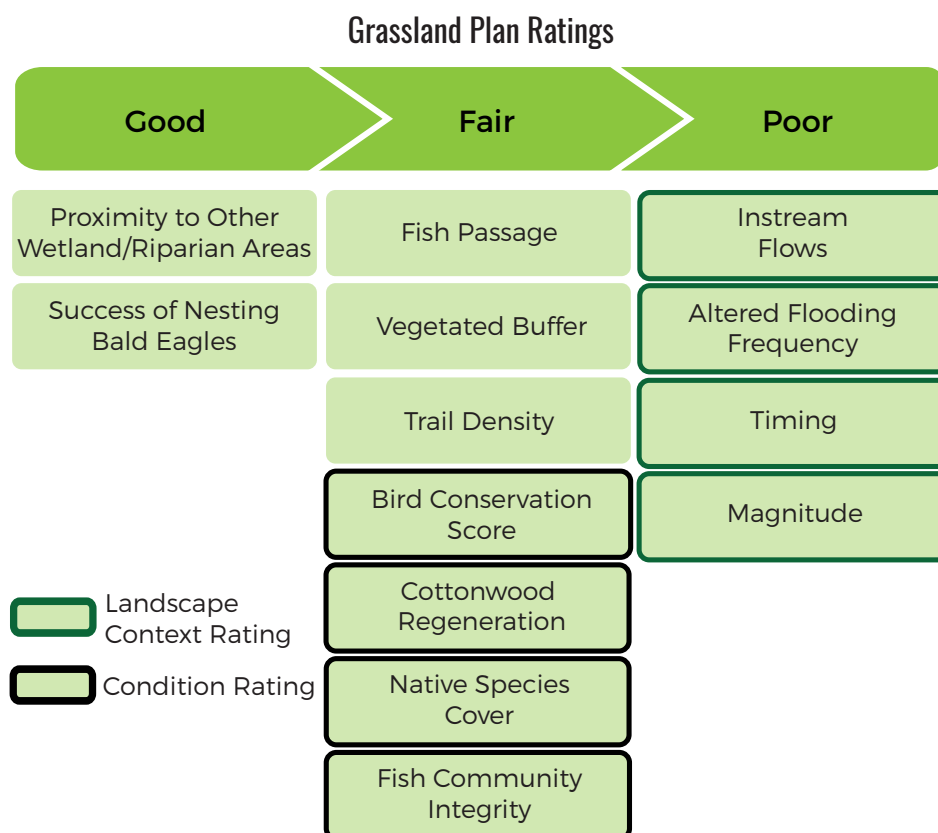 Grassland Plan Ratings
Good
Fair
Poor
Proximity to Other
Wetland/Riparian Areas
Success of Nesting
Bald Eagles
Fish Passage
Vegetated Buffer
Trail Density
Bird Conservation
Score
Cottonwood
Regeneration
Native Species
Cover
Fish Community
Integrity
Instream
Flows
Altered Flooding
Frequency
Timing
Magnitude
Landscape
Context Rating
Condition Rating